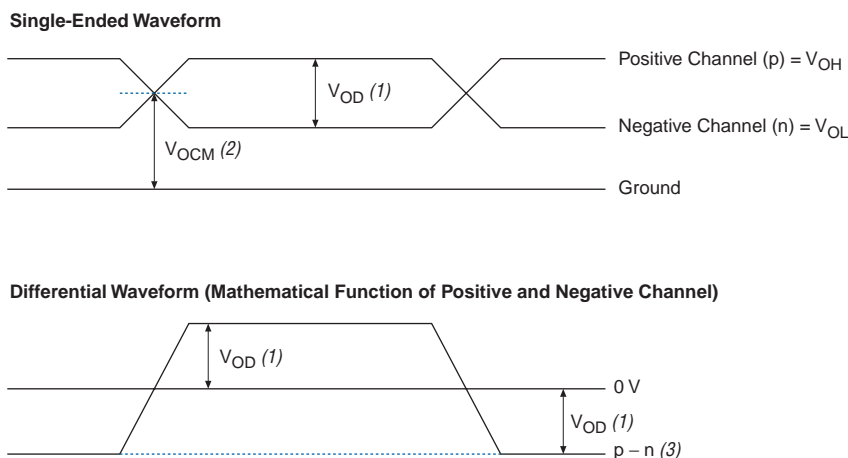 Single-Ended Waveform
Positive Channel (p) = VOH
VOD (1)
Negative Channel (n) = VOL
VOCM (2)
Ground
Differential Waveform (Mathematical Function of Positive and Negative Channel)
VOD (1)
0 V
VOD (1)
p – n (3)